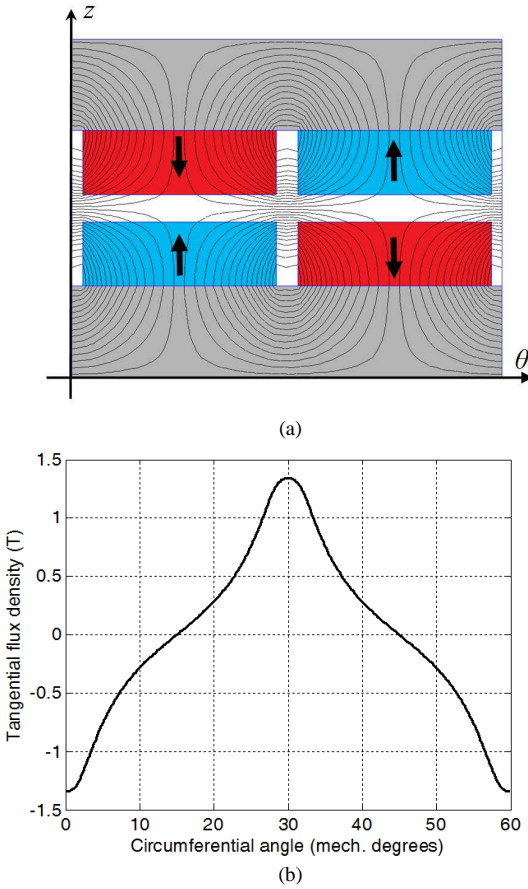 z
θ
(a)
1.5
1
0.5
0
-0.5
-1
-1.5
Tangential flux density (T)
0 10 20 30 40 50 60
Circumferential angle (mech. degrees)
(b)